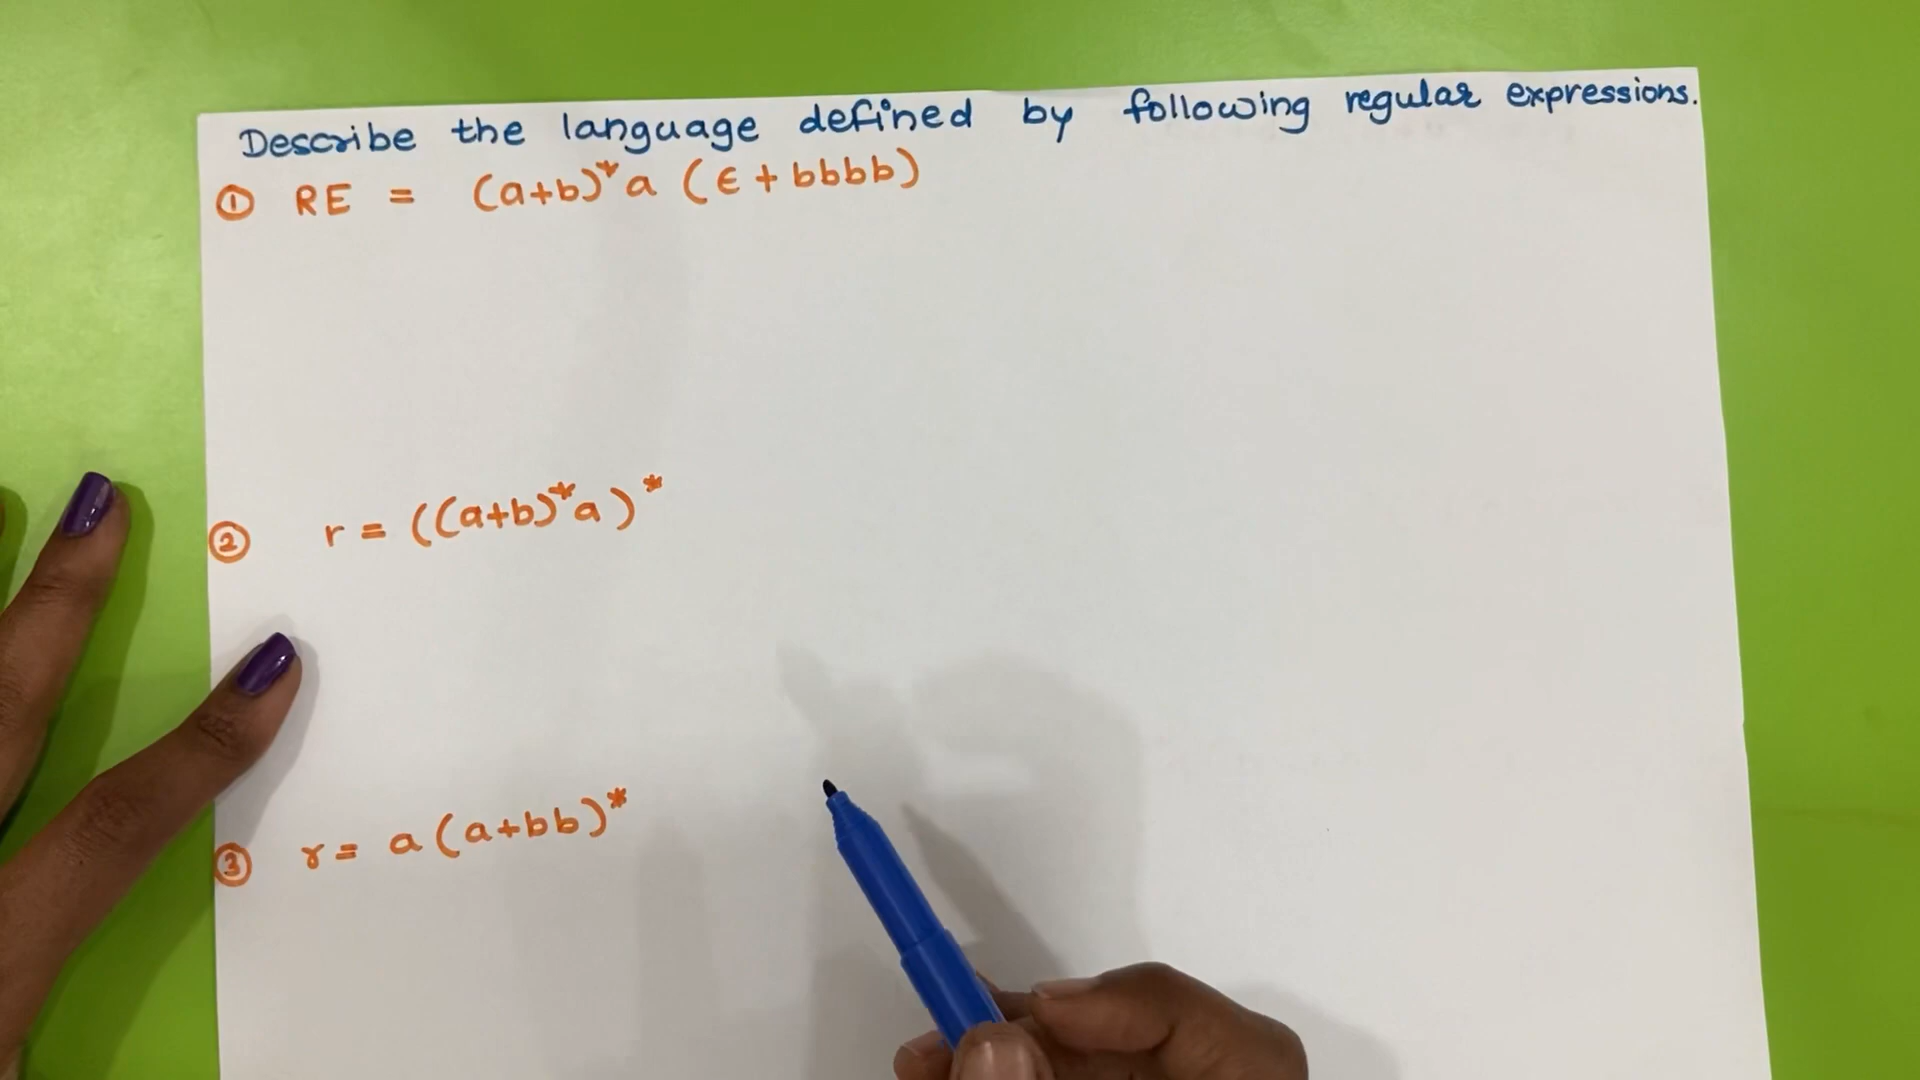 Describe the language defined by following regular expressions.
① RE = (a+b)*a (ϵ + bbbb)
② r = ((a+b)*a)*
③ r = a(a+bb)*